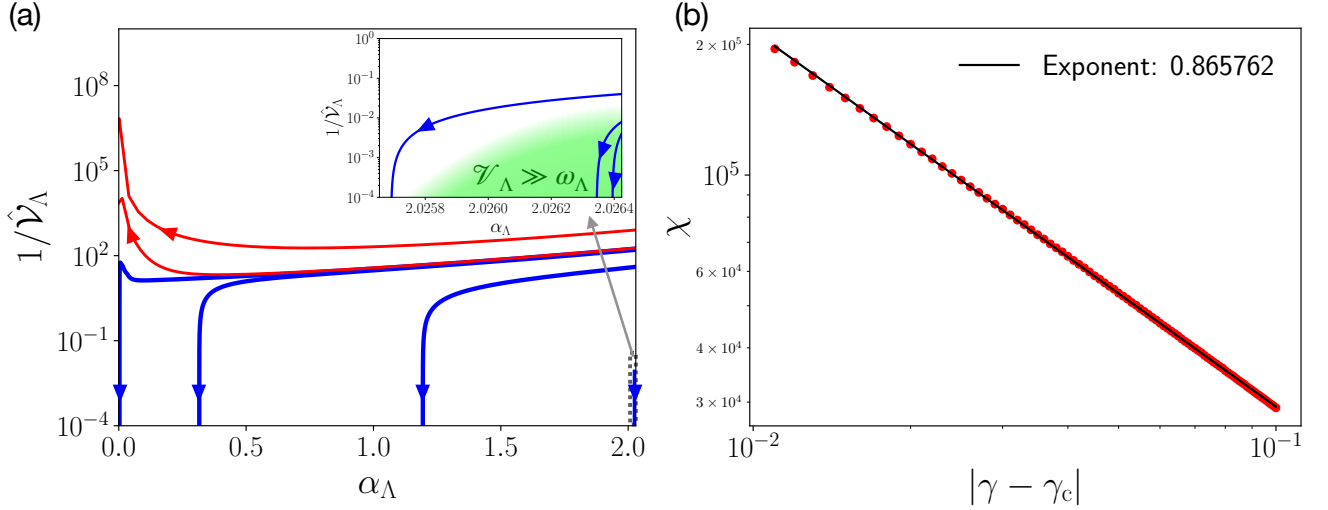 (a)
10^8
10^5
10^2
10^{-1}
10^{-4}
1/\hat{𝒱}_Λ
0.0 0.5 1.0 1.5 2.0
α_Λ
10^0
10^{-1}
10^{-2}
10^{-3}
10^{-4}
1/\hat{𝒱}_Λ
𝒱_Λ ≫ ω_Λ
2.0258 2.0260 2.0262 2.0264
α_Λ
(b)
2 × 10^5
10^5
6 × 10^4
4 × 10^4
3 × 10^4
χ
Exponent: 0.865762
10^{-2} 10^{-1}
|γ − γ_c|